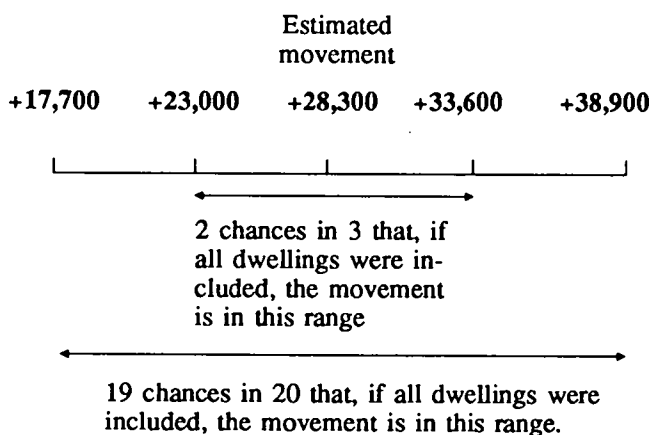 Estimated
movement
+17,700 +23,000 +28,300 +33,600 +38,900
2 chances in 3 that, if
all dwellings were in-
cluded, the movement
is in this range
19 chances in 20 that, if all dwellings were
included, the movement is in this range.